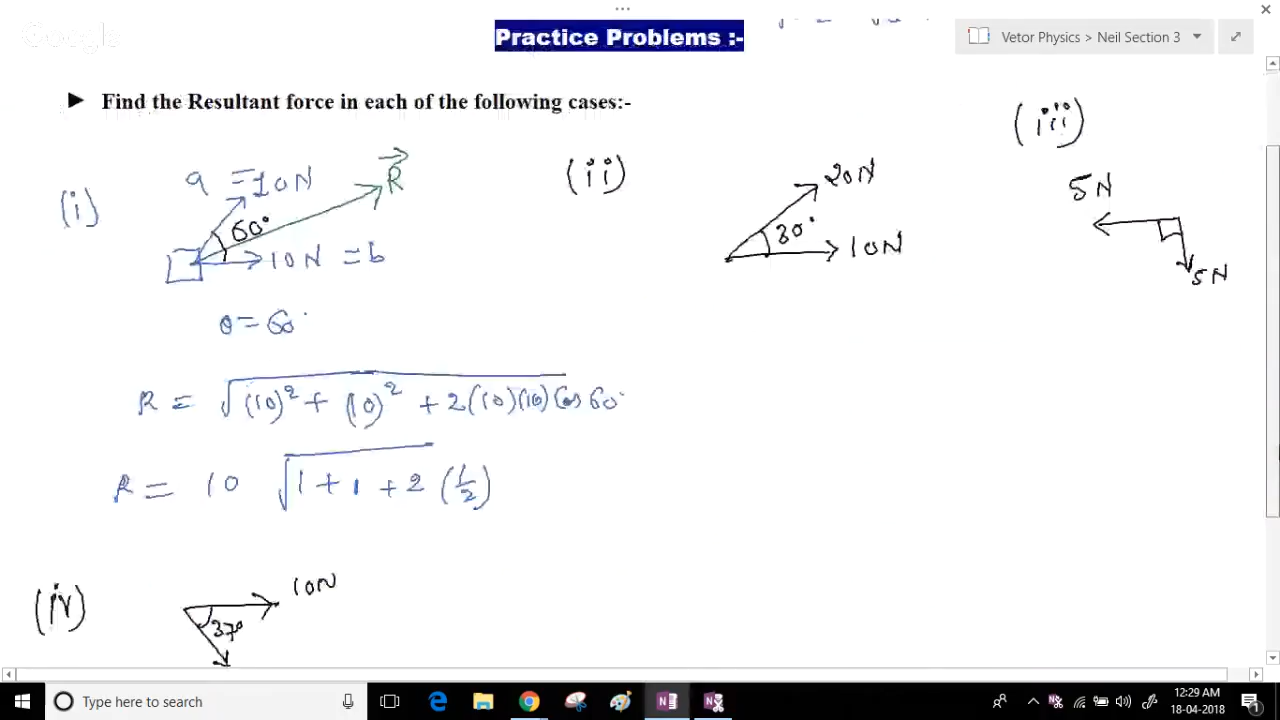 Google
Practice Problems :-
Vetor Physics > Neil Section 3
Find the Resultant force in each of the following cases:-
(i)
a = 10N
R
60°
10N = b
θ = 60°
R = √(10)² + (10)² + 2(10)(10) Cos 60°
R = 10 √1 + 1 + 2 (1/2)
(ii)
20N
30°
10N
(iii)
5N
5N
(iv)
10N
37°
Type here to search
12:29 AM
18-04-2018
1